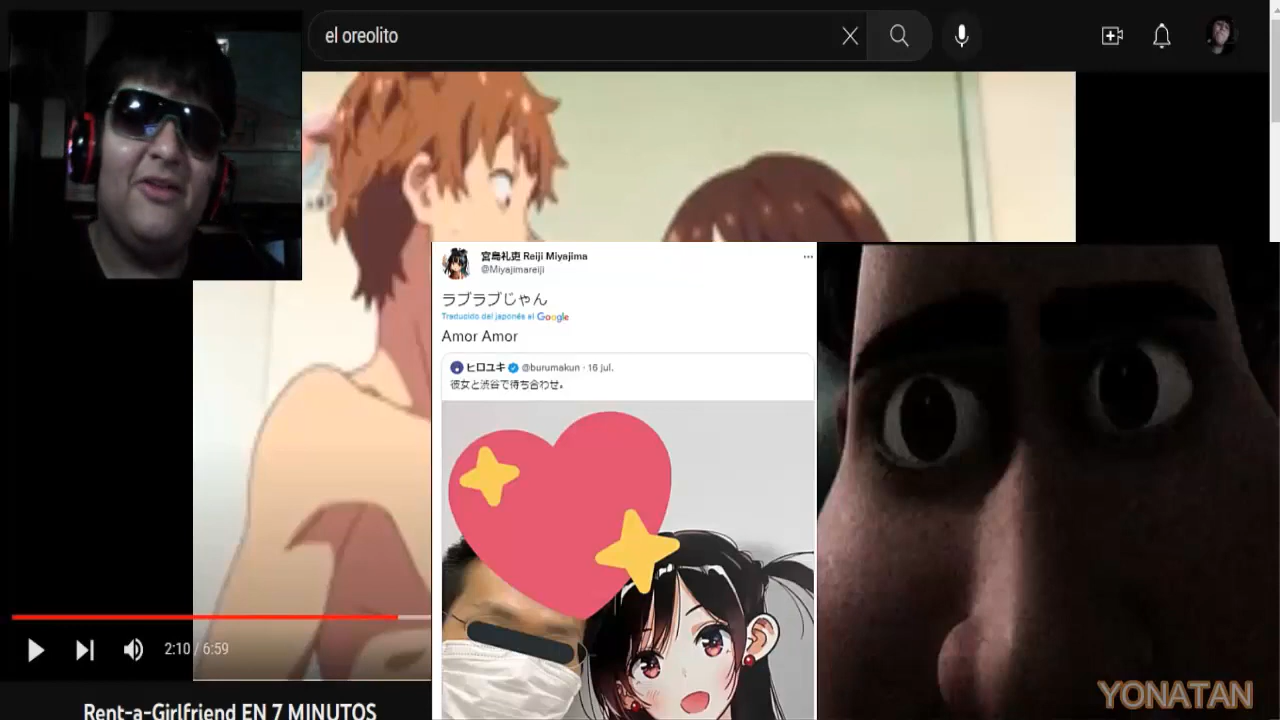 el oreolito
宮島礼吏 Reiji Miyajima
@Miyajimareiji
ラブラブじゃん
Traducido del japonés al Google
Amor Amor
ヒロユキ @burumakun · 16 jul.
彼女と渋谷で待ち合わせ。
2:10 / 6:59
Rent-a-Girlfriend EN 7 MINUTOS
YONATAN